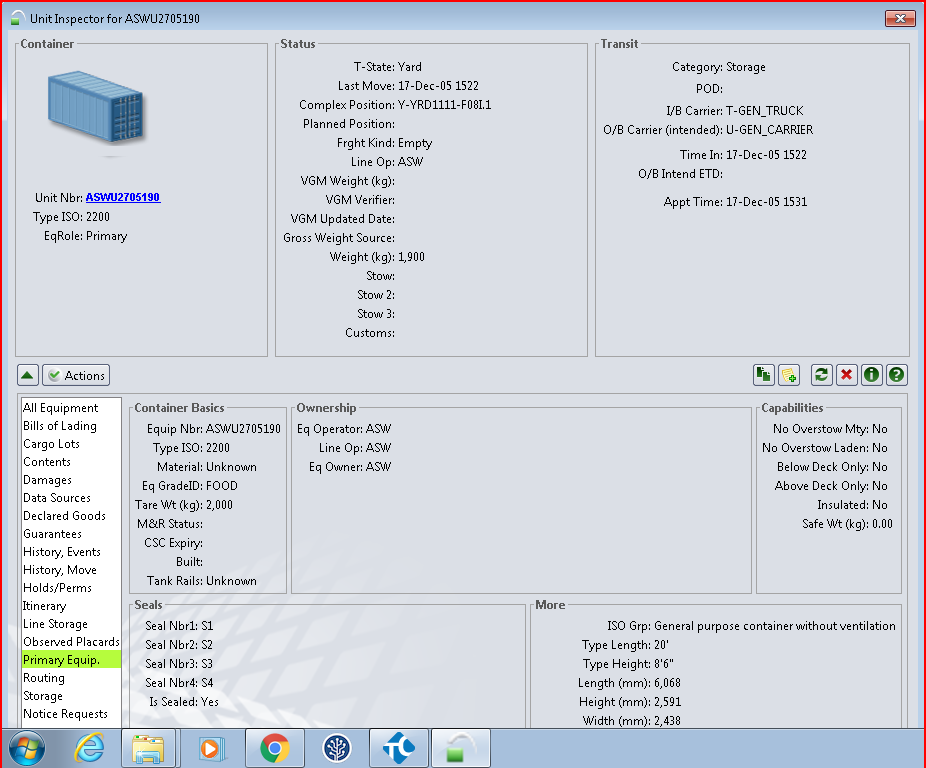 Unit Inspector for ASWU2705190
Container
Unit Nbr: ASWU2705190
Type ISO: 2200
EqRole: Primary
Status
T-State: Yard
Last Move: 17-Dec-05 1522
Complex Position: Y-YRD1111-F08I.1
Planned Position:
Frght Kind: Empty
Line Op: ASW
VGM Weight (kg):
VGM Verifier:
VGM Updated Date:
Gross Weight Source:
Weight (kg): 1,900
Stow:
Stow 2:
Stow 3:
Customs:
Transit
Category: Storage
POD:
I/B Carrier: T-GEN_TRUCK
O/B Carrier (intended): U-GEN_CARRIER
Time In: 17-Dec-05 1522
O/B Intend ETD:
Appt Time: 17-Dec-05 1531
Actions
All Equipment
Bills of Lading
Cargo Lots
Contents
Damages
Data Sources
Declared Goods
Guarantees
History, Events
History, Move
Holds/Perms
Itinerary
Line Storage
Observed Placards
Primary Equip.
Routing
Storage
Notice Requests
Container Basics
Equip Nbr: ASWU2705190
Type ISO: 2200
Material: Unknown
Eq GradeID: FOOD
Tare Wt (kg): 2,000
M&R Status:
CSC Expiry:
Built:
Tank Rails: Unknown
Ownership
Eq Operator: ASW
Line Op: ASW
Eq Owner: ASW
Capabilities
No Overstow Mty: No
No Overstow Laden: No
Below Deck Only: No
Above Deck Only: No
Insulated: No
Safe Wt (kg): 0.00
Seals
Seal Nbr1: S1
Seal Nbr2: S2
Seal Nbr3: S3
Seal Nbr4: S4
Is Sealed: Yes
More
ISO Grp: General purpose container without ventilation
Type Length: 20'
Type Height: 8'6"
Length (mm): 6,068
Height (mm): 2,591
Width (mm): 2,438